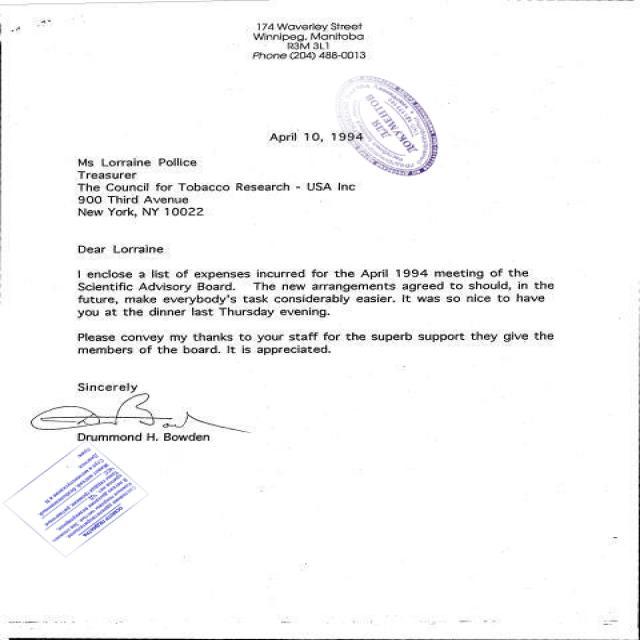 174 Waverley Street
Winnipeg, Manitoba
R3M 3L1
Phone (204) 488-0013
ДЛЯ
ДОКУМЕНТОВ
April 10, 1994
Ms Lorraine Pollice
Treasurer
The Council for Tobacco Research - USA Inc
900 Third Avenue
New York, NY 10022
Dear Lorraine
I enclose a list of expenses incurred for the April 1994 meeting of the
Scientific Advisory Board. The new arrangements agreed to should, in the
future, make everybody's task considerably easier. It was so nice to have
you at the dinner last Thursday evening.
Please convey my thanks to your staff for the superb support they give the
members of the board. It is appreciated.
Sincerely
Drummond H. Bowden